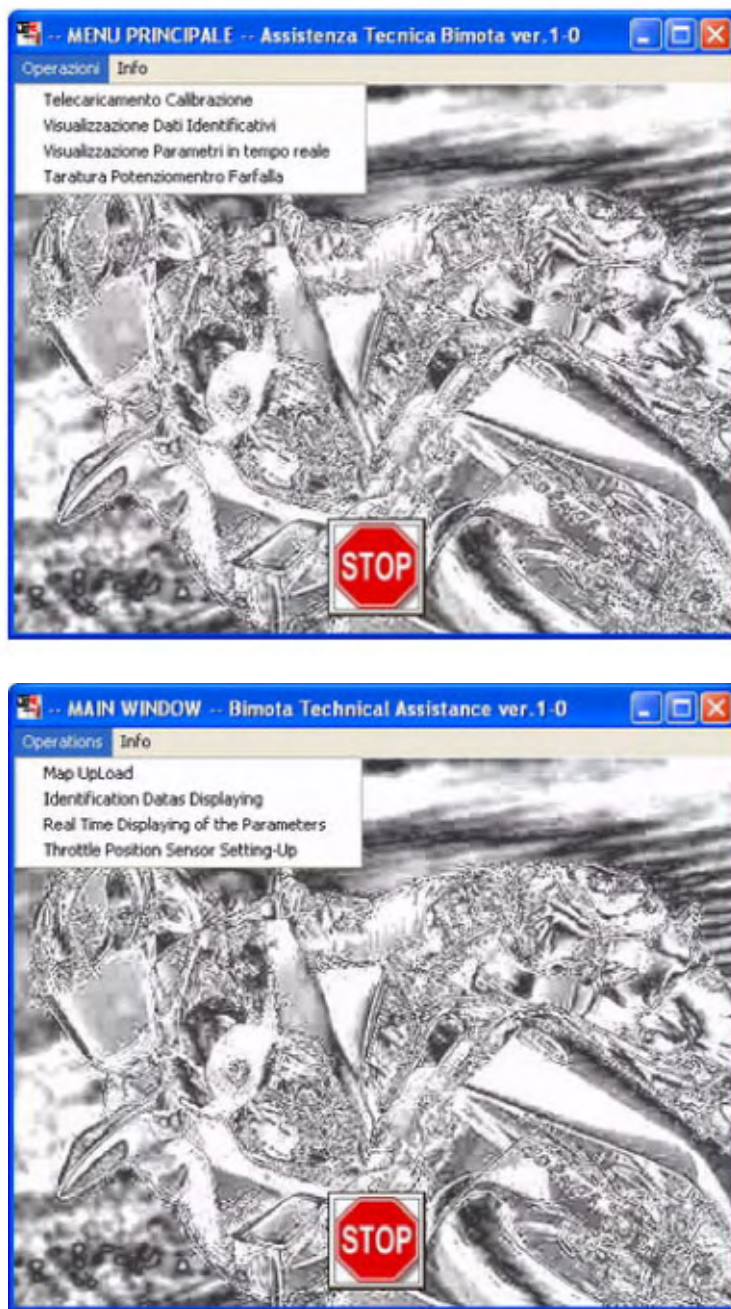 -- MENU PRINCIPALE -- Assistenza Tecnica Bimota ver.1-0
Operazioni Info
Telecaricamento Calibrazione
Visualizzazione Dati Identificativi
Visualizzazione Parametri in tempo reale
Taratura Potenziomentro Farfalla
STOP
-- MAIN WINDOW -- Bimota Technical Assistance ver.1-0
Operations Info
Map UpLoad
Identification Datas Displaying
Real Time Displaying of the Parameters
Throttle Position Sensor Setting-Up
STOP